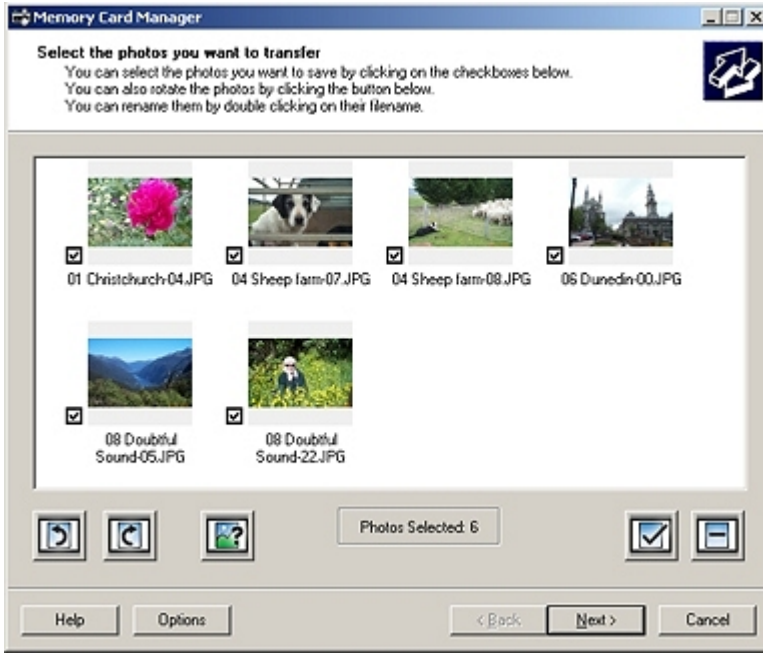 Memory Card Manager
Select the photos you want to transfer
You can select the photos you want to save by clicking on the checkboxes below.
You can also rotate the photos by clicking the button below.
You can rename them by double clicking on their filename.
01 Christchurch-04.JPG
04 Sheep farm-07.JPG
04 Sheep farm-08.JPG
06 Dunedin-00.JPG
08 Doubtful
Sound-05.JPG
08 Doubtful
Sound-22.JPG
Photos Selected: 6
Help
Options
< Back
Next >
Cancel